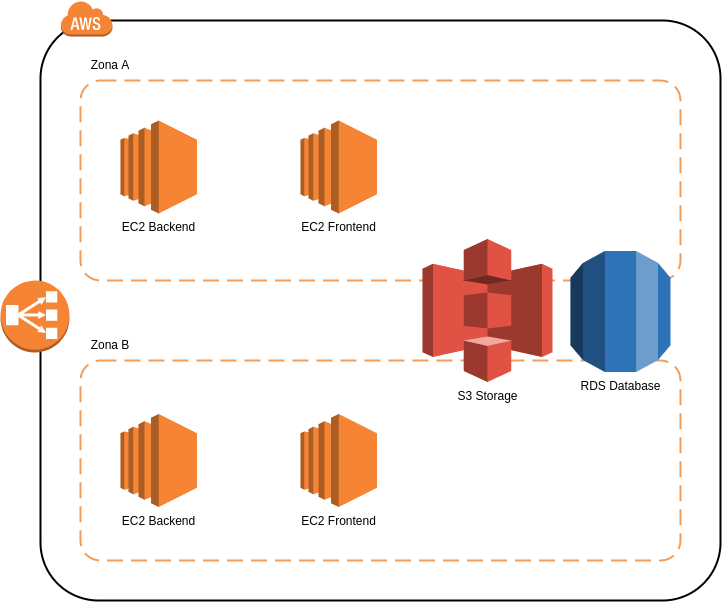 AWS
Zona A
EC2 Backend
EC2 Frontend
Zona B
S3 Storage
RDS Database
EC2 Backend
EC2 Frontend